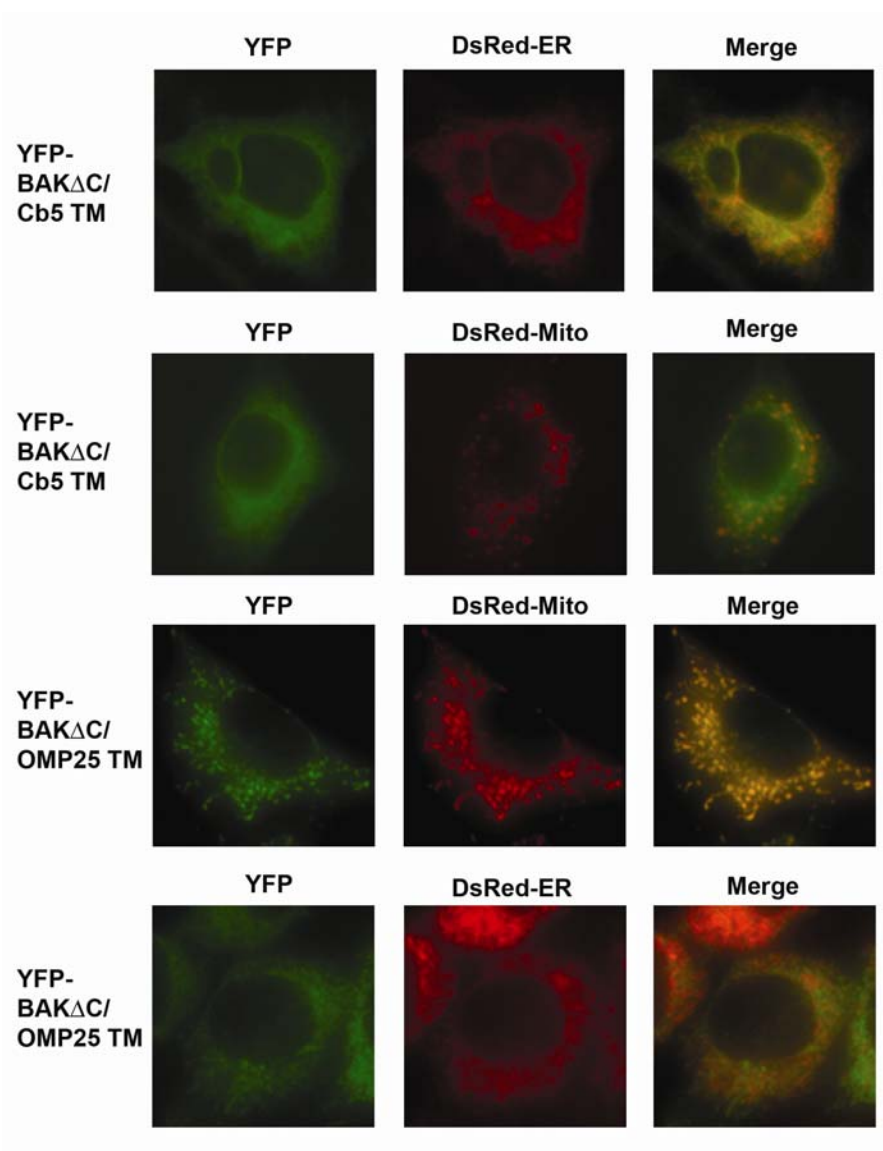 YFP DsRed-ER Merge
YFP-
BAKΔC/
Cb5 TM
YFP DsRed-Mito Merge
YFP-
BAKΔC/
Cb5 TM
YFP DsRed-Mito Merge
YFP-
BAKΔC/
OMP25 TM
YFP DsRed-ER Merge
YFP-
BAKΔC/
OMP25 TM